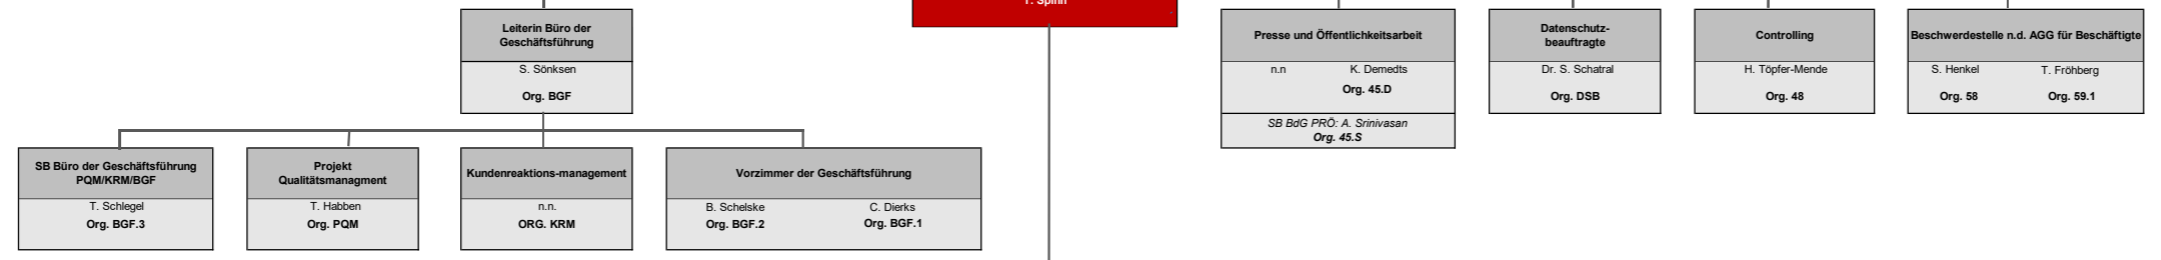 T. Spinn
Leiterin Büro der
Geschäftsführung
S. Sönksen
Org. BGF
Presse und Öffentlichkeitsarbeit
n.n K. Demedts
Org. 45.D
SB BdG PRÖ: A. Srinivasan
Org. 45.S
Datenschutz-
beauftragte
Dr. S. Schatral
Org. DSB
Controlling
H. Töpfer-Mende
Org. 48
Beschwerdestelle n.d. AGG für Beschäftigte
S. Henkel T. Fröhberg
Org. 58 Org. 59.1
SB Büro der Geschäftsführung
PQM/KRM/BGF
T. Schlegel
Org. BGF.3
Projekt
Qualitätsmanagment
T. Habben
Org. PQM
Kundenreaktions-management
n.n.
ORG. KRM
Vorzimmer der Geschäftsführung
B. Schelske C. Dierks
Org. BGF.2 Org. BGF.1